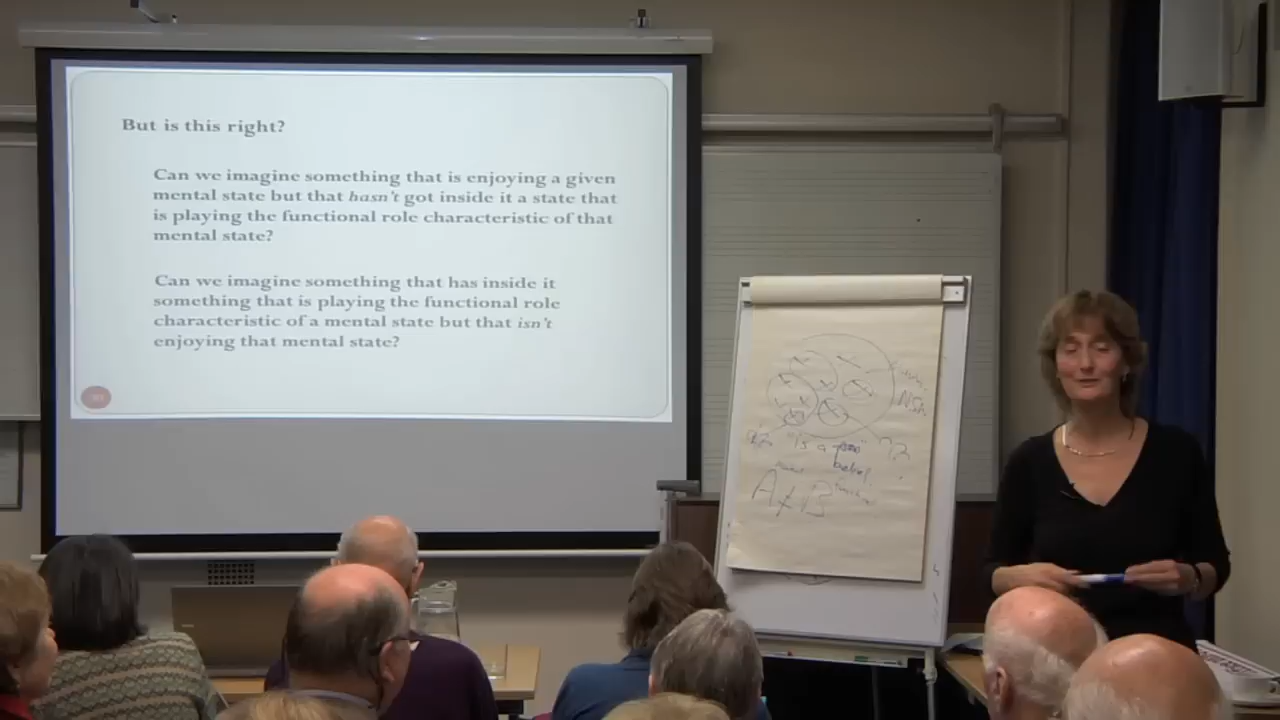 But is this right?
Can we imagine something that is enjoying a given
mental state but that hasn't got inside it a state that
is playing the functional role characteristic of that
mental state?
Can we imagine something that has inside it
something that is playing the functional role
characteristic of a mental state but that isn't
enjoying that mental state?
NSA
"is a
belief
A≠B